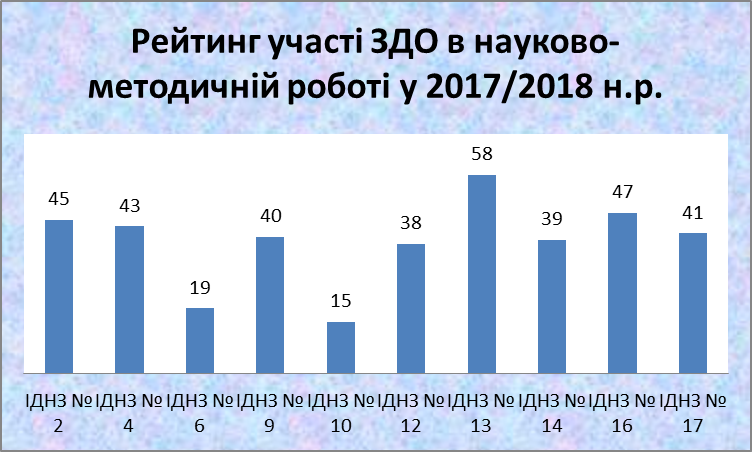 Рейтинг участі ЗДО в науково-
методичній роботі у 2017/2018 н.р.
45
43
19
40
15
38
58
39
47
41
ІДНЗ № 2
ІДНЗ № 4
ІДНЗ № 6
ІДНЗ № 9
ІДНЗ № 10
ІДНЗ № 12
ІДНЗ № 13
ІДНЗ № 14
ІДНЗ № 16
ІДНЗ № 17